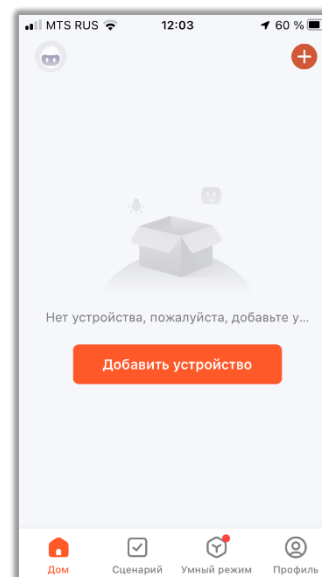 MTS RUS 12:03 60 %
Нет устройства, пожалуйста, добавьте у...
Добавить устройство
Дом Сценарий Умный режим Профиль